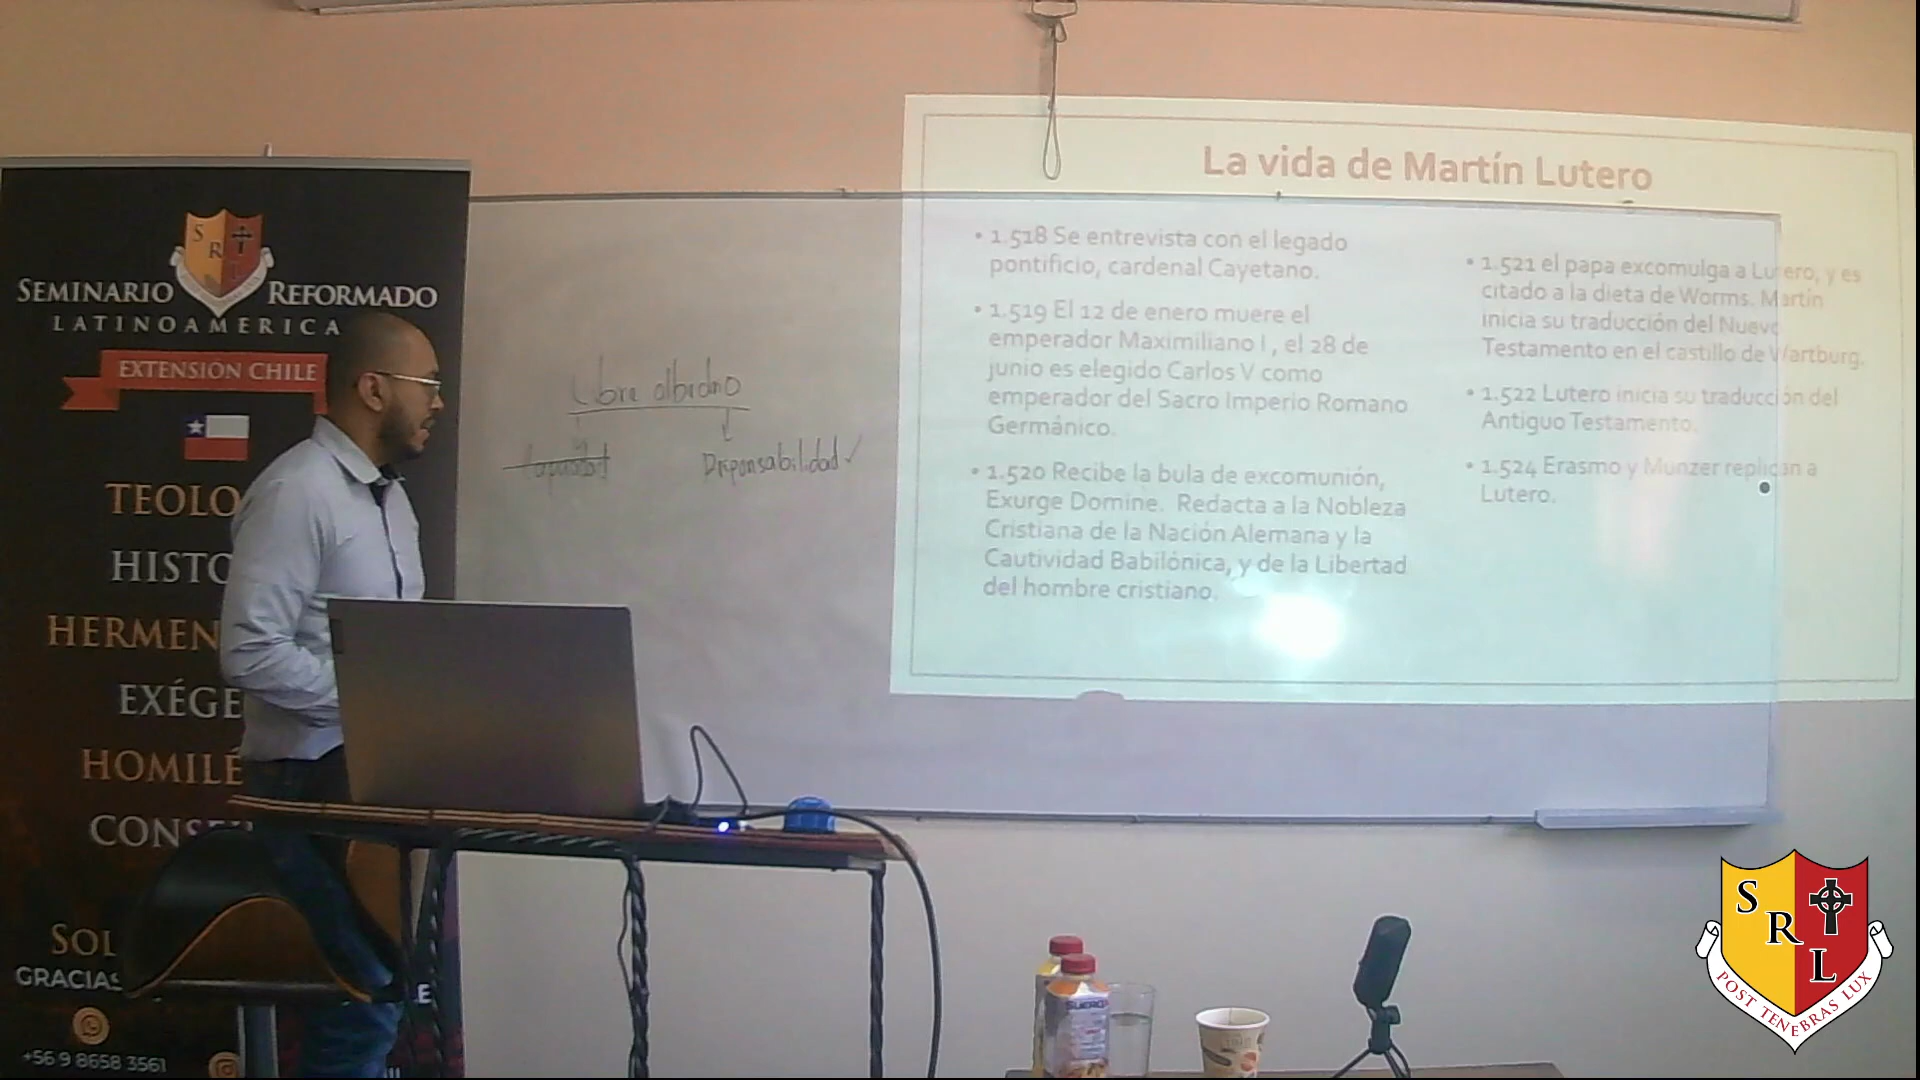 S
R
L
SEMINARIO REFORMADO
LATINOAMERICA
EXTENSIÓN CHILE
TEOLO
HISTO
HERMEN
EXÉGE
HOMILÉ
CONSE
SOL
GRACIAS
+56 9 8658 3561
Libre albedrio
Responsabilidad ✓
La vida de Martín Lutero
• 1.518 Se entrevista con el legado
pontificio, cardenal Cayetano.
• 1.519 El 12 de enero muere el
emperador Maximiliano I , el 28 de
junio es elegido Carlos V como
emperador del Sacro Imperio Romano
Germánico.
• 1.520 Recibe la bula de excomunión,
Exurge Domine. Redacta a la Nobleza
Cristiana de la Nación Alemana y la
Cautividad Babilónica, y de la Libertad
del hombre cristiano.
• 1.521 el papa excomulga a Lutero, y es
citado a la dieta de Worms. Martín
inicia su traducción del Nuevo
Testamento en el castillo de Wartburg.
• 1.522 Lutero inicia su traducción del
Antiguo Testamento.
• 1.524 Erasmo y Munzer replican a
Lutero.
S
R
L
POST TENEBRAS LUX